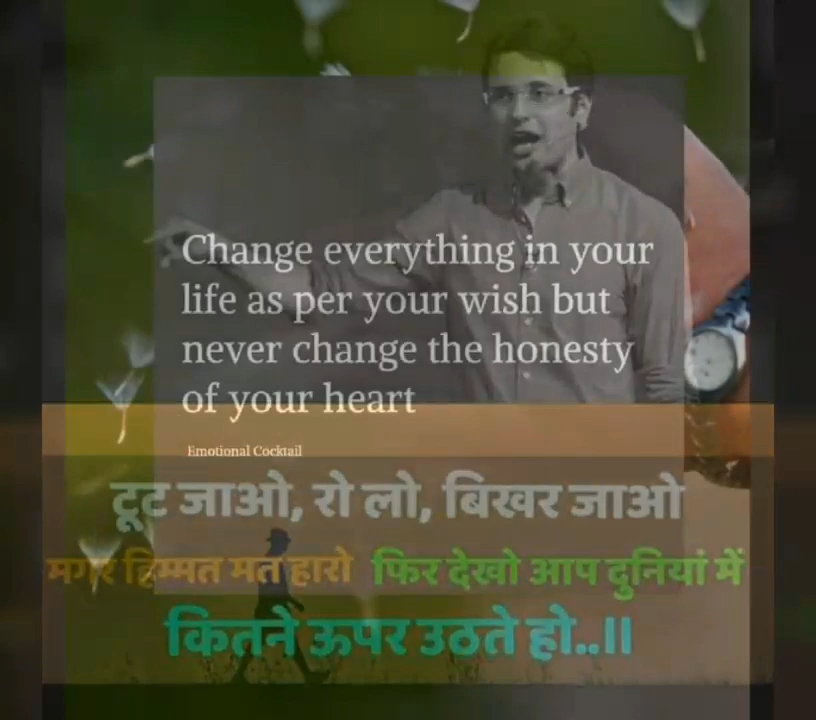 Change everything in your
life as per your wish but
never change the honesty
of your heart
Emotional Cocktail
टूट जाओ, रो लो, बिखर जाओ
मगर हिम्मत मत हारो फिर देखो आप दुनियां में
कितने ऊपर उठते हो..||